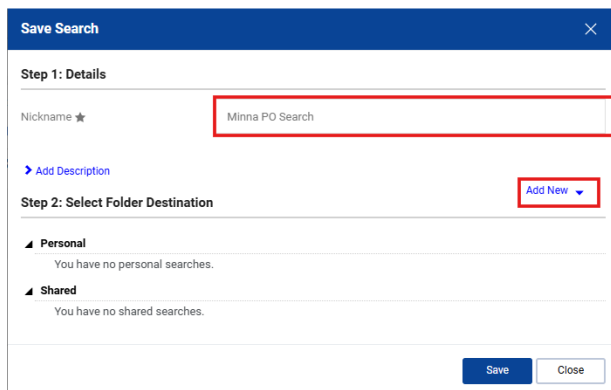 Save Search
Step 1: Details
Nickname ★ Minna PO Search
Add Description
Add New
Step 2: Select Folder Destination
Personal
You have no personal searches.
Shared
You have no shared searches.
Save Close